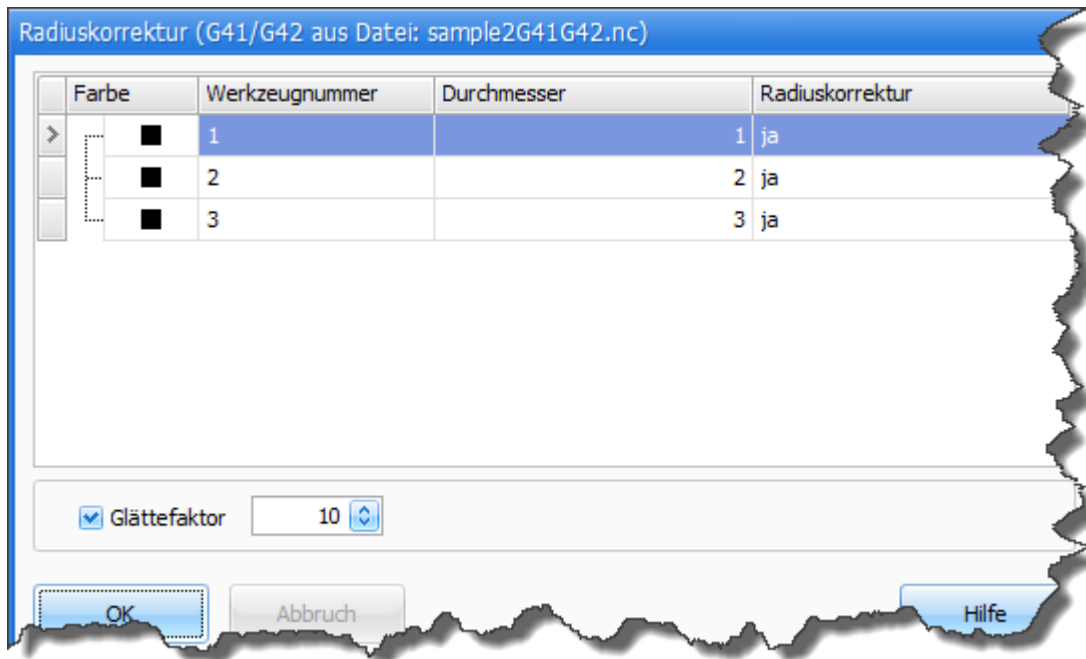 Radiuskorrektur (G41/G42 aus Datei: sample2G41G42.nc)
Farbe Werkzeugnummer Durchmesser Radiuskorrektur
1 1 ja
2 2 ja
3 3 ja
Glättefaktor 10
OK Abbruch Hilfe